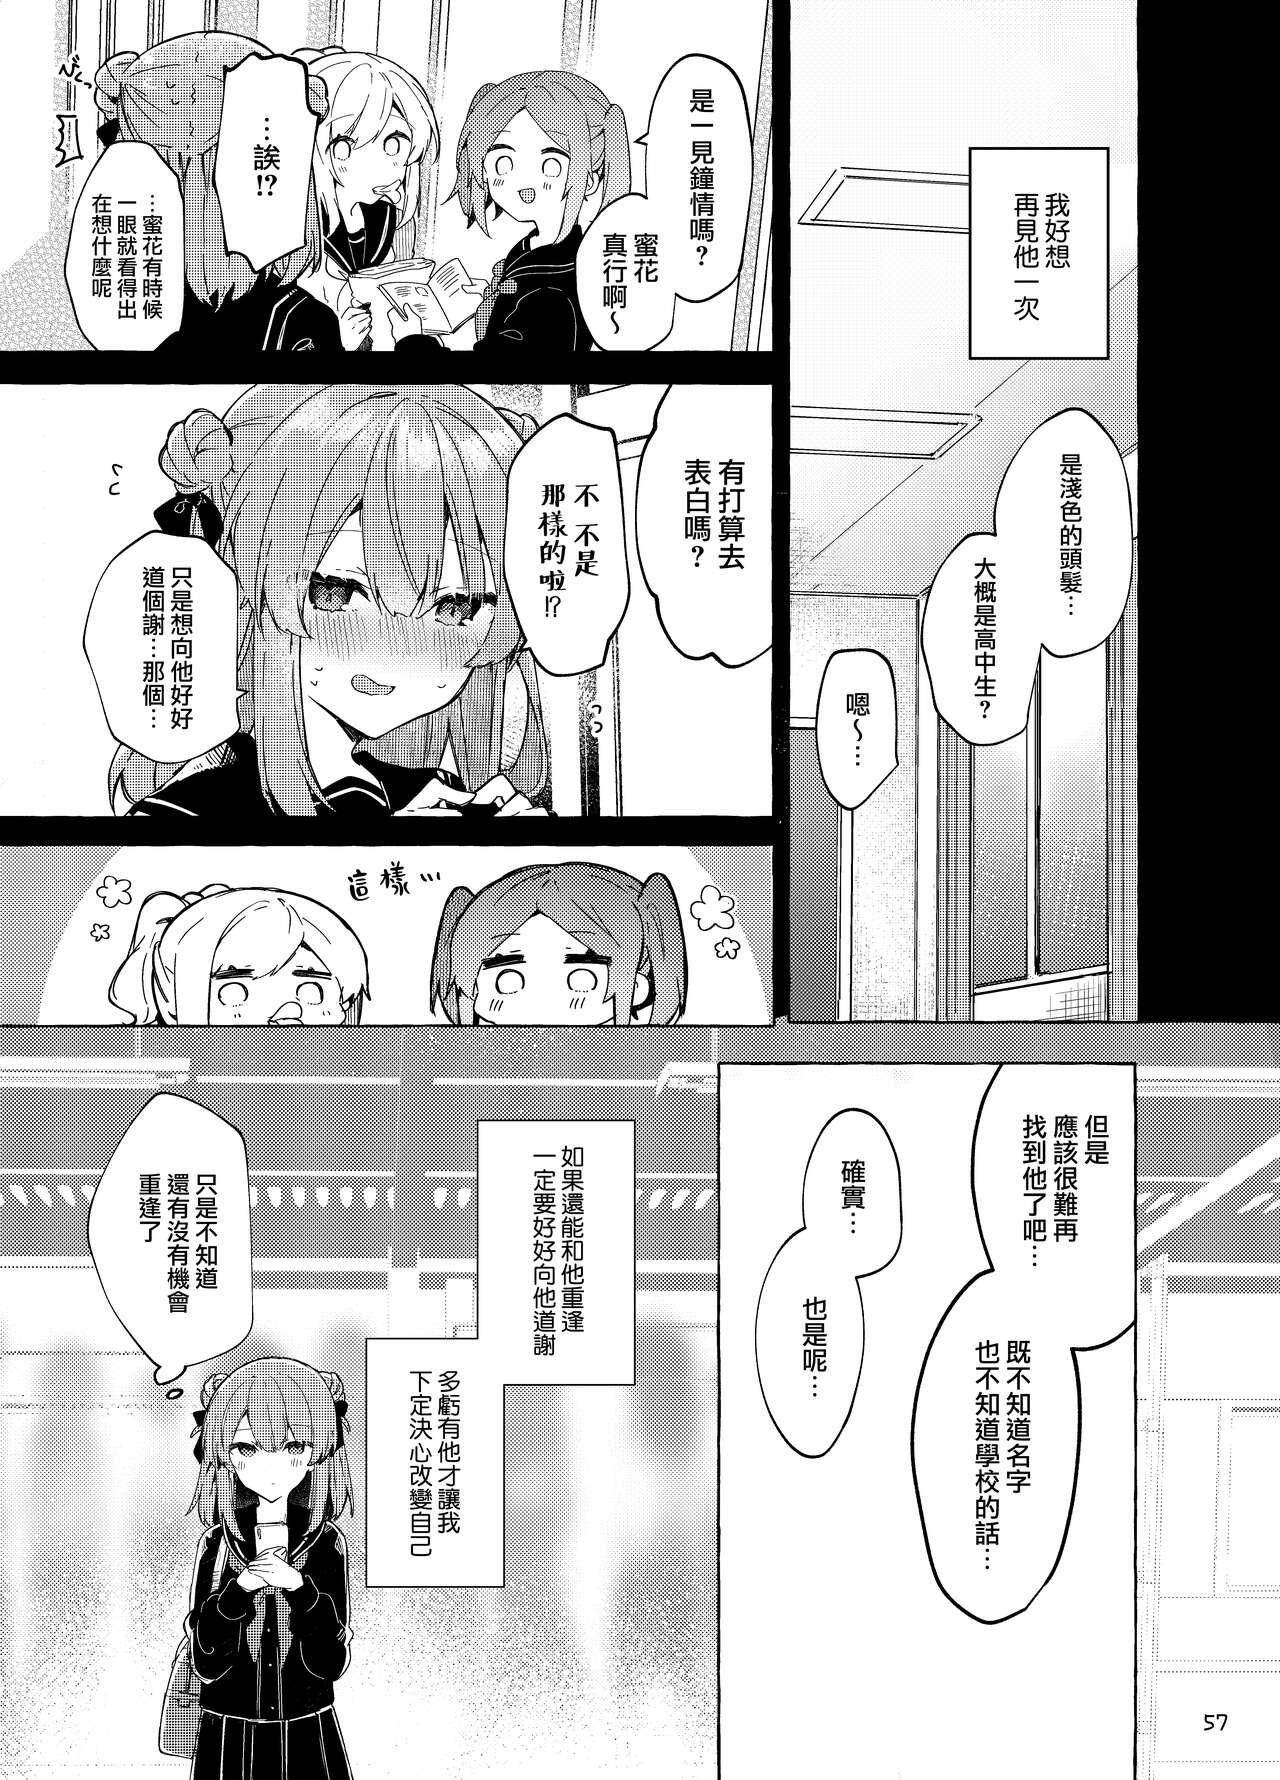 我好想
再見他一次
是淺色的頭髮…
大概是高中生？
嗯～…
是一見鐘情嗎？
蜜花
真行啊～
…誒!?
びくっ
…蜜花有時候
一眼就看得出
在想什麼呢
有打算去
表白嗎？
不 不是
那樣的啦!?
只是想向他好好
道個謝…那個…
這樣…
但是
應該很難再
找到他了吧…
既不知道名字
也不知道學校的話…
確實…
也是呢…
如果還能和他重逢
一定要好好向他道謝
多虧有他才讓我
下定決心改變自己
只是不知道
還有沒有機會
重逢了
57